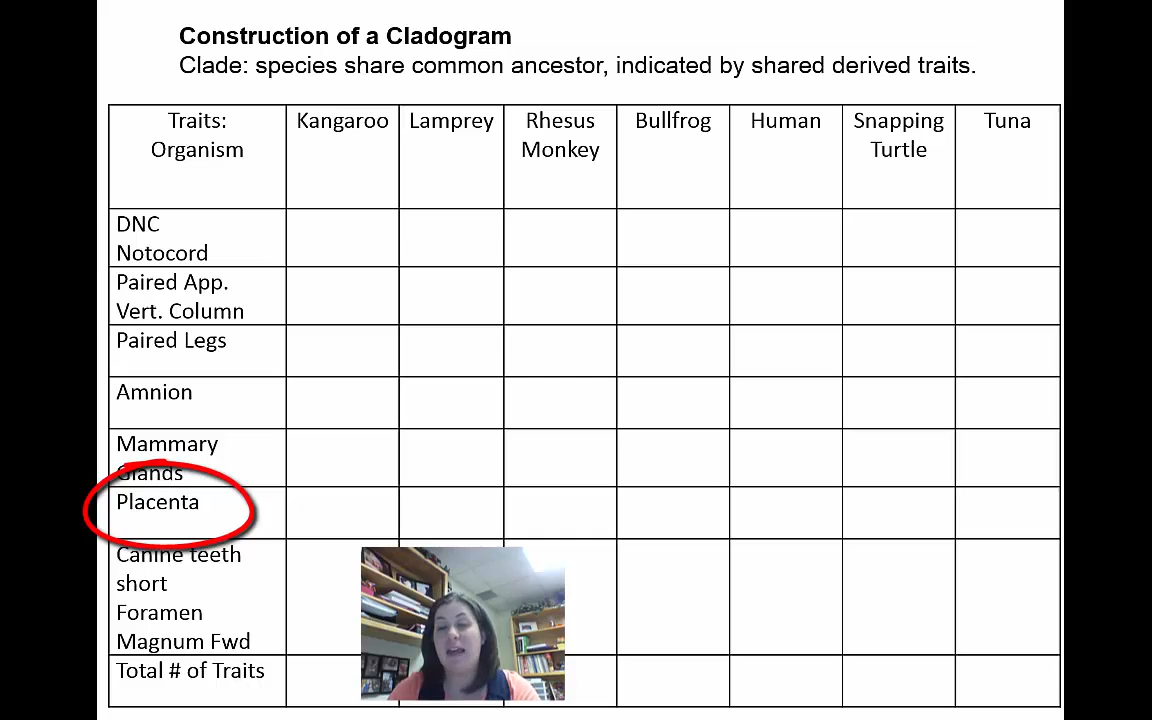 Construction of a Cladogram
Clade: species share common ancestor, indicated by shared derived traits.
Traits: Kangaroo Lamprey Rhesus Bullfrog Human Snapping Tuna
Organism Monkey Turtle
DNC
Notocord
Paired App.
Vert. Column
Paired Legs
Amnion
Mammary
Glands
Placenta
Canine teeth
short
Foramen
Magnum Fwd
Total # of Traits